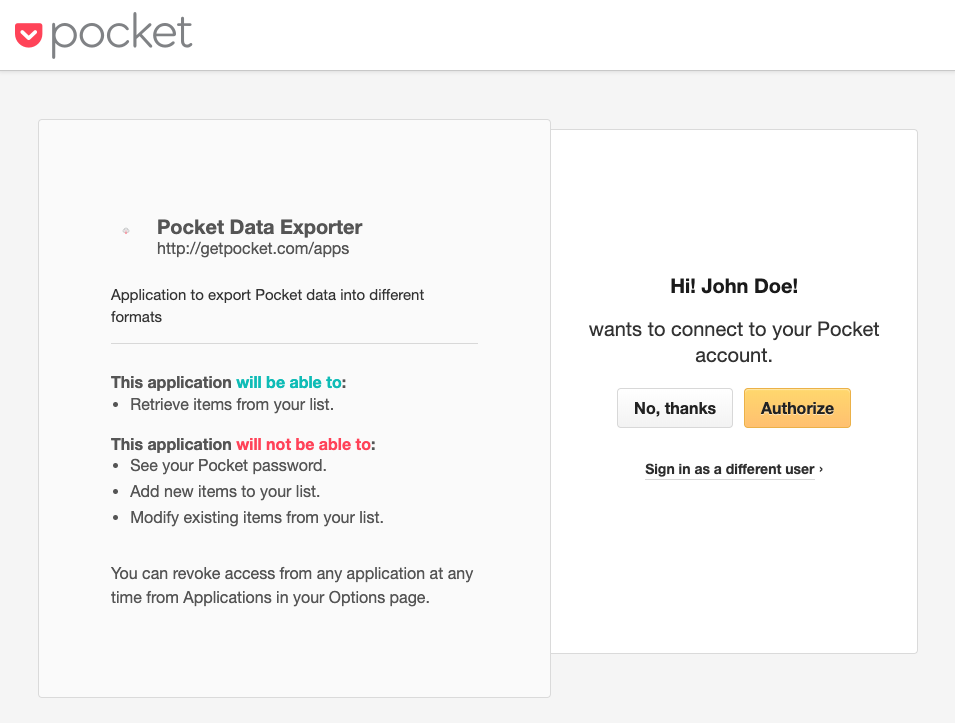 pocket
Pocket Data Exporter
http://getpocket.com/apps
Application to export Pocket data into different
formats
This application will be able to:
• Retrieve items from your list.
This application will not be able to:
• See your Pocket password.
• Add new items to your list.
• Modify existing items from your list.
You can revoke access from any application at any
time from Applications in your Options page.
Hi! John Doe!
wants to connect to your Pocket
account.
No, thanks
Authorize
Sign in as a different user ›